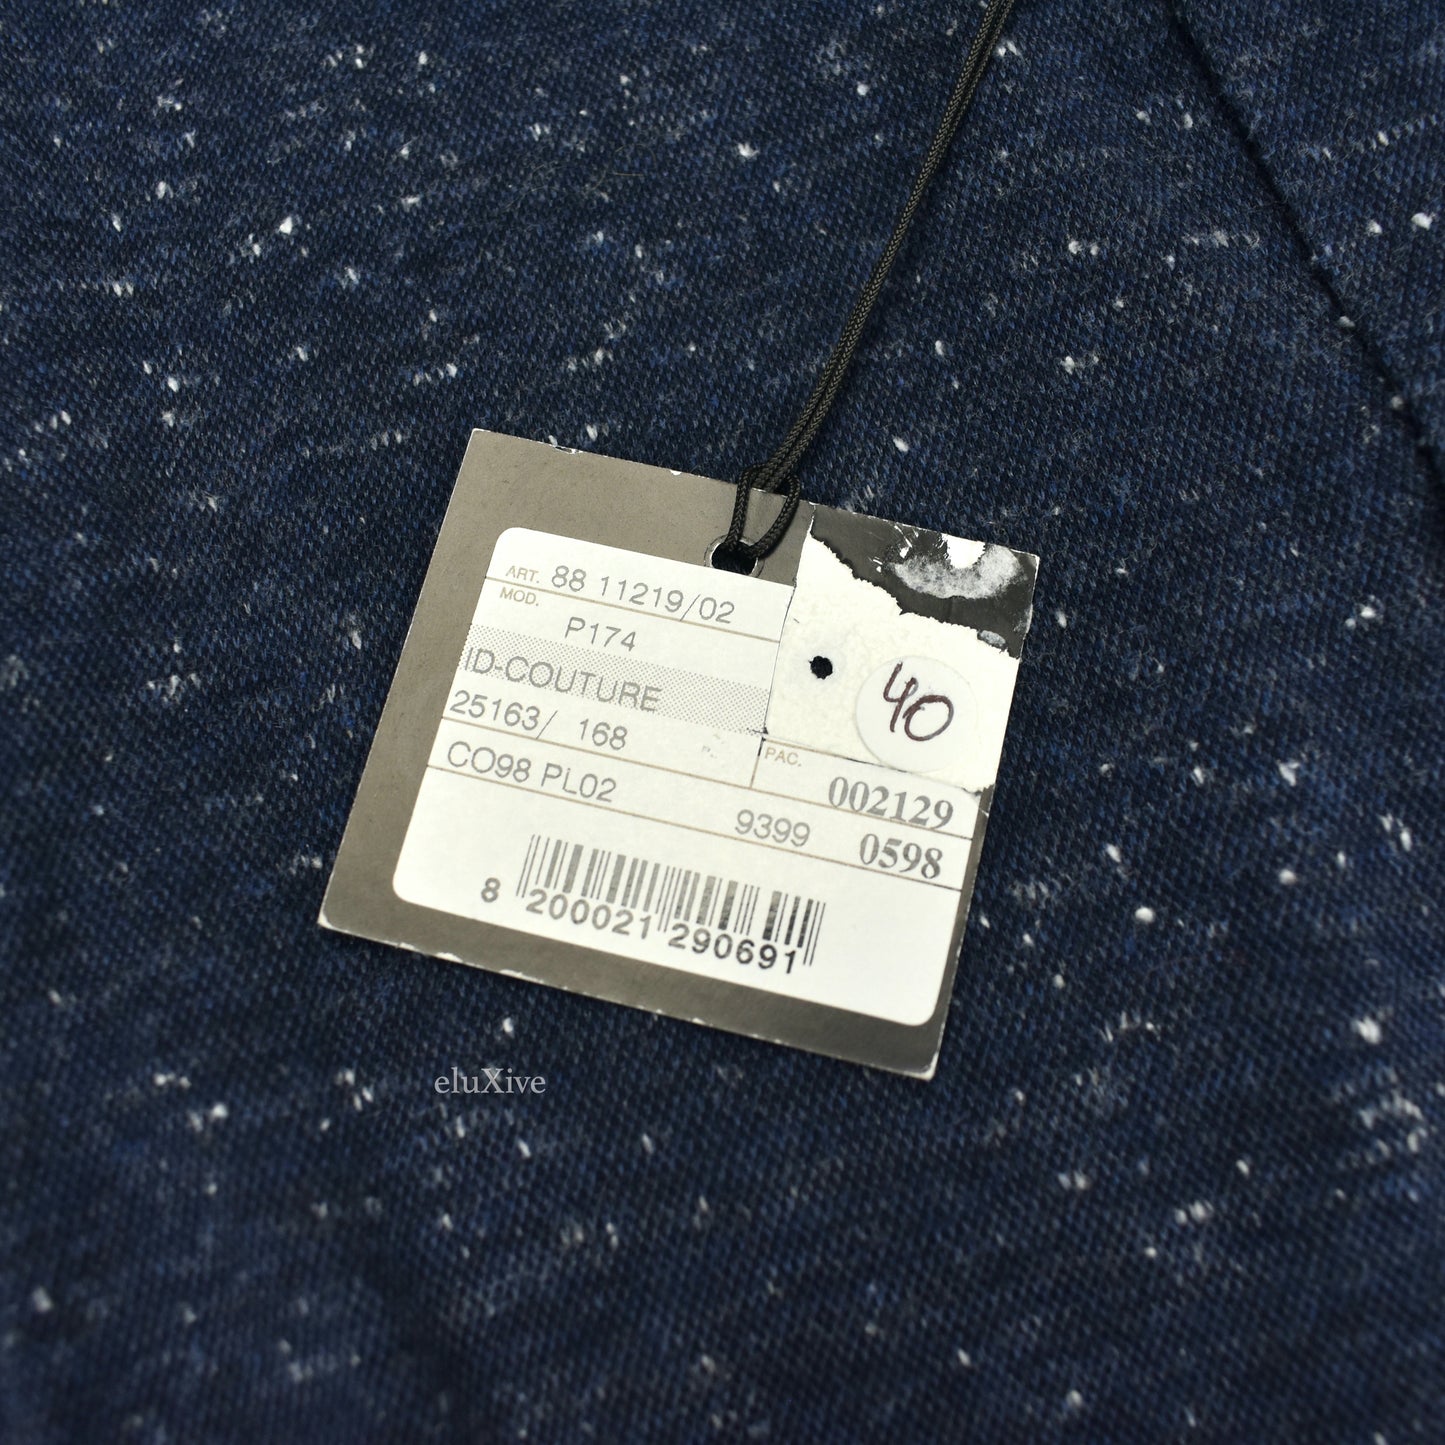 ART. 88 11219/02
MOD.
P174
ID-COUTURE
25163/ 168
40
PAC. 002129
CO98 PL02
9399 0598
8 200021 290691
eluXive